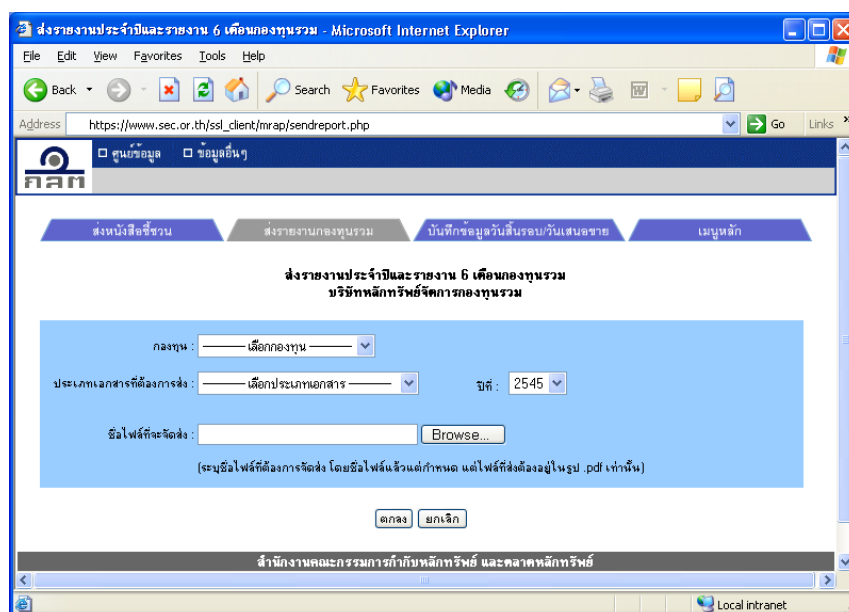 ส่งรายงานประจำปีและรายงาน 6 เดือนกองทุนรวม - Microsoft Internet Explorer
File Edit View Favorites Tools Help
Back Search Favorites Media
Address https://www.sec.or.th/ssl_client/mrap/sendreport.php Go Links
ศูนย์ข้อมูล ข้อมูลอื่นๆ
กลต
ส่งหนังสือชี้ชวน ส่งรายงานกองทุนรวม บันทึกข้อมูลวันสิ้นรอบ/วันเสนอขาย เมนูหลัก
ส่งรายงานประจำปีและรายงาน 6 เดือนกองทุนรวม
บริษัทหลักทรัพย์จัดการกองทุนรวม
กองทุน : ——— เลือกกองทุน ———
ประเภทเอกสารที่ต้องการส่ง : ——— เลือกประเภทเอกสาร ——— ปีที่ : 2545
ชื่อไฟล์ที่จะจัดส่ง : Browse...
(ระบุชื่อไฟล์ที่ต้องการจัดส่ง โดยชื่อไฟล์แล้วแต่กำหนด แต่ไฟล์ที่ส่งต้องอยู่ในรูป .pdf เท่านั้น)
ตกลง ยกเลิก
สำนักงานคณะกรรมการกำกับหลักทรัพย์ และตลาดหลักทรัพย์
Local intranet